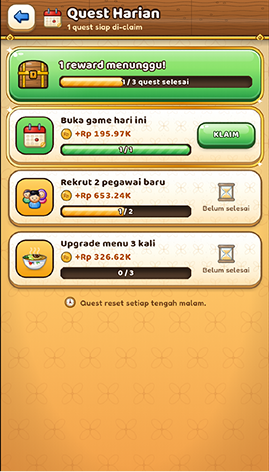 Quest Harian
1 quest siap di-claim
1 reward menunggu!
1 / 3 quest selesai
Buka game hari ini
+Rp 195.97K
KLAIM
1 / 1
Rekrut 2 pegawai baru
+Rp 653.24K
1 / 2
Belum selesai
Upgrade menu 3 kali
+Rp 326.62K
0 / 3
Belum selesai
Quest reset setiap tengah malam.